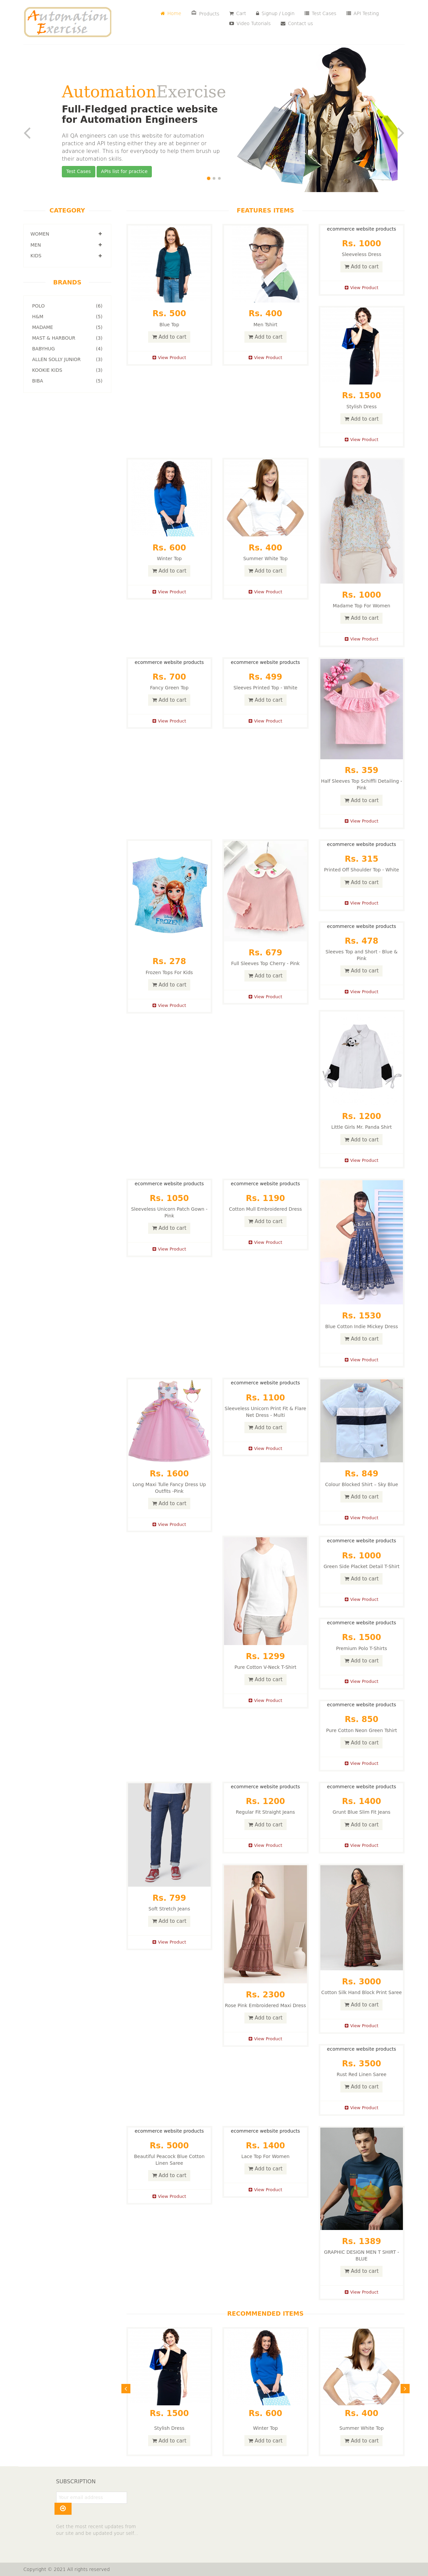 Automation
Exercise
Home
Products
Cart
Signup / Login
Test Cases
API Testing
Video Tutorials
Contact us
AutomationExercise
Full-Fledged practice website
for Automation Engineers
All QA engineers can use this website for automation
practice and API testing either they are at beginner or
advance level. This is for everybody to help them brush up
their automation skills.
Test Cases
APIs list for practice
CATEGORY
WOMEN
MEN
KIDS
BRANDS
POLO (6)
H&M (5)
MADAME (5)
MAST & HARBOUR (3)
BABYHUG (4)
ALLEN SOLLY JUNIOR (3)
KOOKIE KIDS (3)
BIBA (5)
FEATURES ITEMS
Rs. 500
Blue Top
Add to cart
View Product
Rs. 400
Men Tshirt
Add to cart
View Product
ecommerce website products
Rs. 1000
Sleeveless Dress
Add to cart
View Product
Rs. 1500
Stylish Dress
Add to cart
View Product
Rs. 600
Winter Top
Add to cart
View Product
Rs. 400
Summer White Top
Add to cart
View Product
Rs. 1000
Madame Top For Women
Add to cart
View Product
ecommerce website products
Rs. 700
Fancy Green Top
Add to cart
View Product
ecommerce website products
Rs. 499
Sleeves Printed Top - White
Add to cart
View Product
Rs. 359
Half Sleeves Top Schiffli Detailing -
Pink
Add to cart
View Product
Rs. 278
Frozen Tops For Kids
Add to cart
View Product
Rs. 679
Full Sleeves Top Cherry - Pink
Add to cart
View Product
ecommerce website products
Rs. 315
Printed Off Shoulder Top - White
Add to cart
View Product
ecommerce website products
Rs. 478
Sleeves Top and Short - Blue &
Pink
Add to cart
View Product
Rs. 1200
Little Girls Mr. Panda Shirt
Add to cart
View Product
ecommerce website products
Rs. 1050
Sleeveless Unicorn Patch Gown -
Pink
Add to cart
View Product
ecommerce website products
Rs. 1190
Cotton Mull Embroidered Dress
Add to cart
View Product
Rs. 1530
Blue Cotton Indie Mickey Dress
Add to cart
View Product
Rs. 1600
Long Maxi Tulle Fancy Dress Up
Outfits -Pink
Add to cart
View Product
ecommerce website products
Rs. 1100
Sleeveless Unicorn Print Fit & Flare
Net Dress - Multi
Add to cart
View Product
Rs. 849
Colour Blocked Shirt – Sky Blue
Add to cart
View Product
Rs. 1299
Pure Cotton V-Neck T-Shirt
Add to cart
View Product
ecommerce website products
Rs. 1000
Green Side Placket Detail T-Shirt
Add to cart
View Product
ecommerce website products
Rs. 1500
Premium Polo T-Shirts
Add to cart
View Product
ecommerce website products
Rs. 850
Pure Cotton Neon Green Tshirt
Add to cart
View Product
Rs. 799
Soft Stretch Jeans
Add to cart
View Product
ecommerce website products
Rs. 1200
Regular Fit Straight Jeans
Add to cart
View Product
ecommerce website products
Rs. 1400
Grunt Blue Slim Fit Jeans
Add to cart
View Product
Rs. 2300
Rose Pink Embroidered Maxi Dress
Add to cart
View Product
Rs. 3000
Cotton Silk Hand Block Print Saree
Add to cart
View Product
ecommerce website products
Rs. 3500
Rust Red Linen Saree
Add to cart
View Product
ecommerce website products
Rs. 5000
Beautiful Peacock Blue Cotton
Linen Saree
Add to cart
View Product
ecommerce website products
Rs. 1400
Lace Top For Women
Add to cart
View Product
Rs. 1389
GRAPHIC DESIGN MEN T SHIRT -
BLUE
Add to cart
View Product
RECOMMENDED ITEMS
Rs. 1500
Stylish Dress
Add to cart
Rs. 600
Winter Top
Add to cart
Rs. 400
Summer White Top
Add to cart
SUBSCRIPTION
Your email address
Get the most recent updates from
our site and be updated your self...
Copyright © 2021 All rights reserved